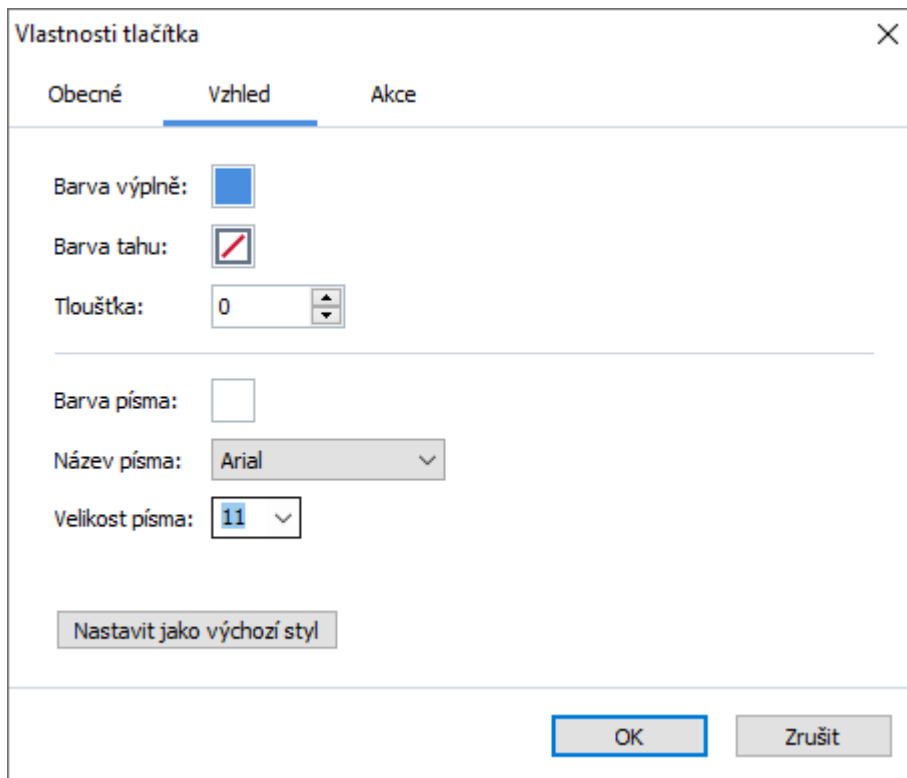 Vlastnosti tlačítka
Obecné Vzhled Akce
Barva výplně:
Barva tahu:
Tloušťka: 0
Barva písma:
Název písma: Arial
Velikost písma: 11
Nastavit jako výchozí styl
OK Zrušit